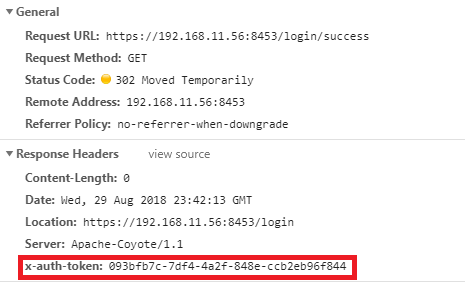 General
Request URL: https://192.168.11.56:8453/login/success
Request Method: GET
Status Code: 302 Moved Temporarily
Remote Address: 192.168.11.56:8453
Referrer Policy: no-referrer-when-downgrade
Response Headers view source
Content-Length: 0
Date: Wed, 29 Aug 2018 23:42:13 GMT
Location: https://192.168.11.56:8453/login
Server: Apache-Coyote/1.1
x-auth-token: 093bfb7c-7df4-4a2f-848e-ccb2eb96f844